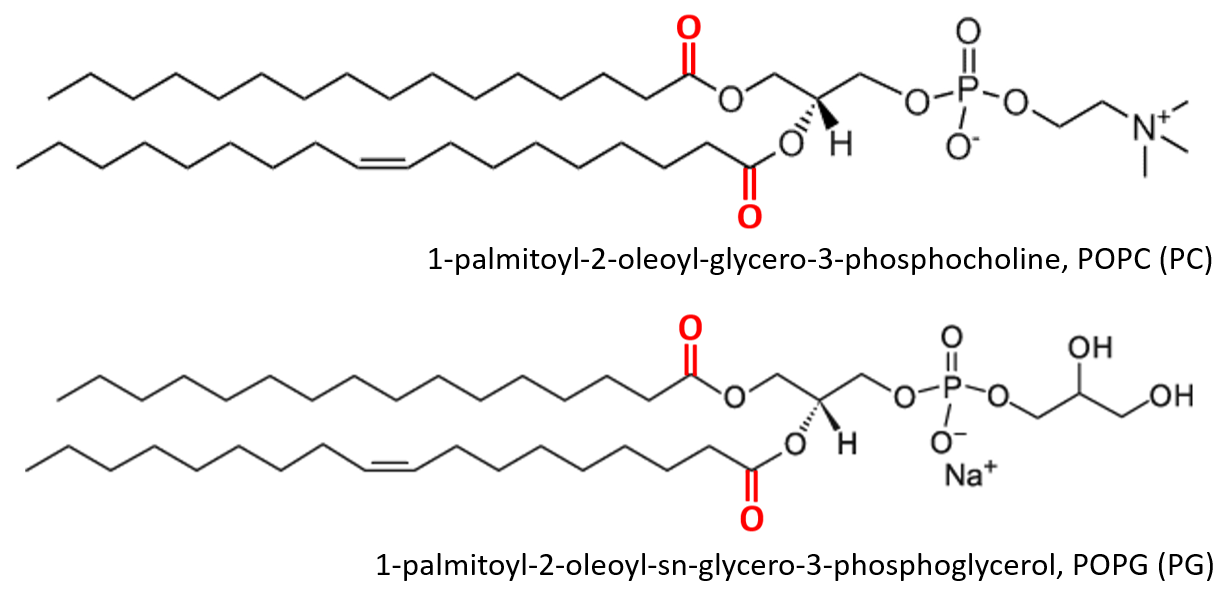 O
O
O
O
P
O
O
H
O⁻
N⁺
O
1-palmitoyl-2-oleoyl-glycero-3-phosphocholine, POPC (PC)
O
O
OH
O
O
P
O
OH
O
H
O⁻
Na⁺
O
1-palmitoyl-2-oleoyl-sn-glycero-3-phosphoglycerol, POPG (PG)